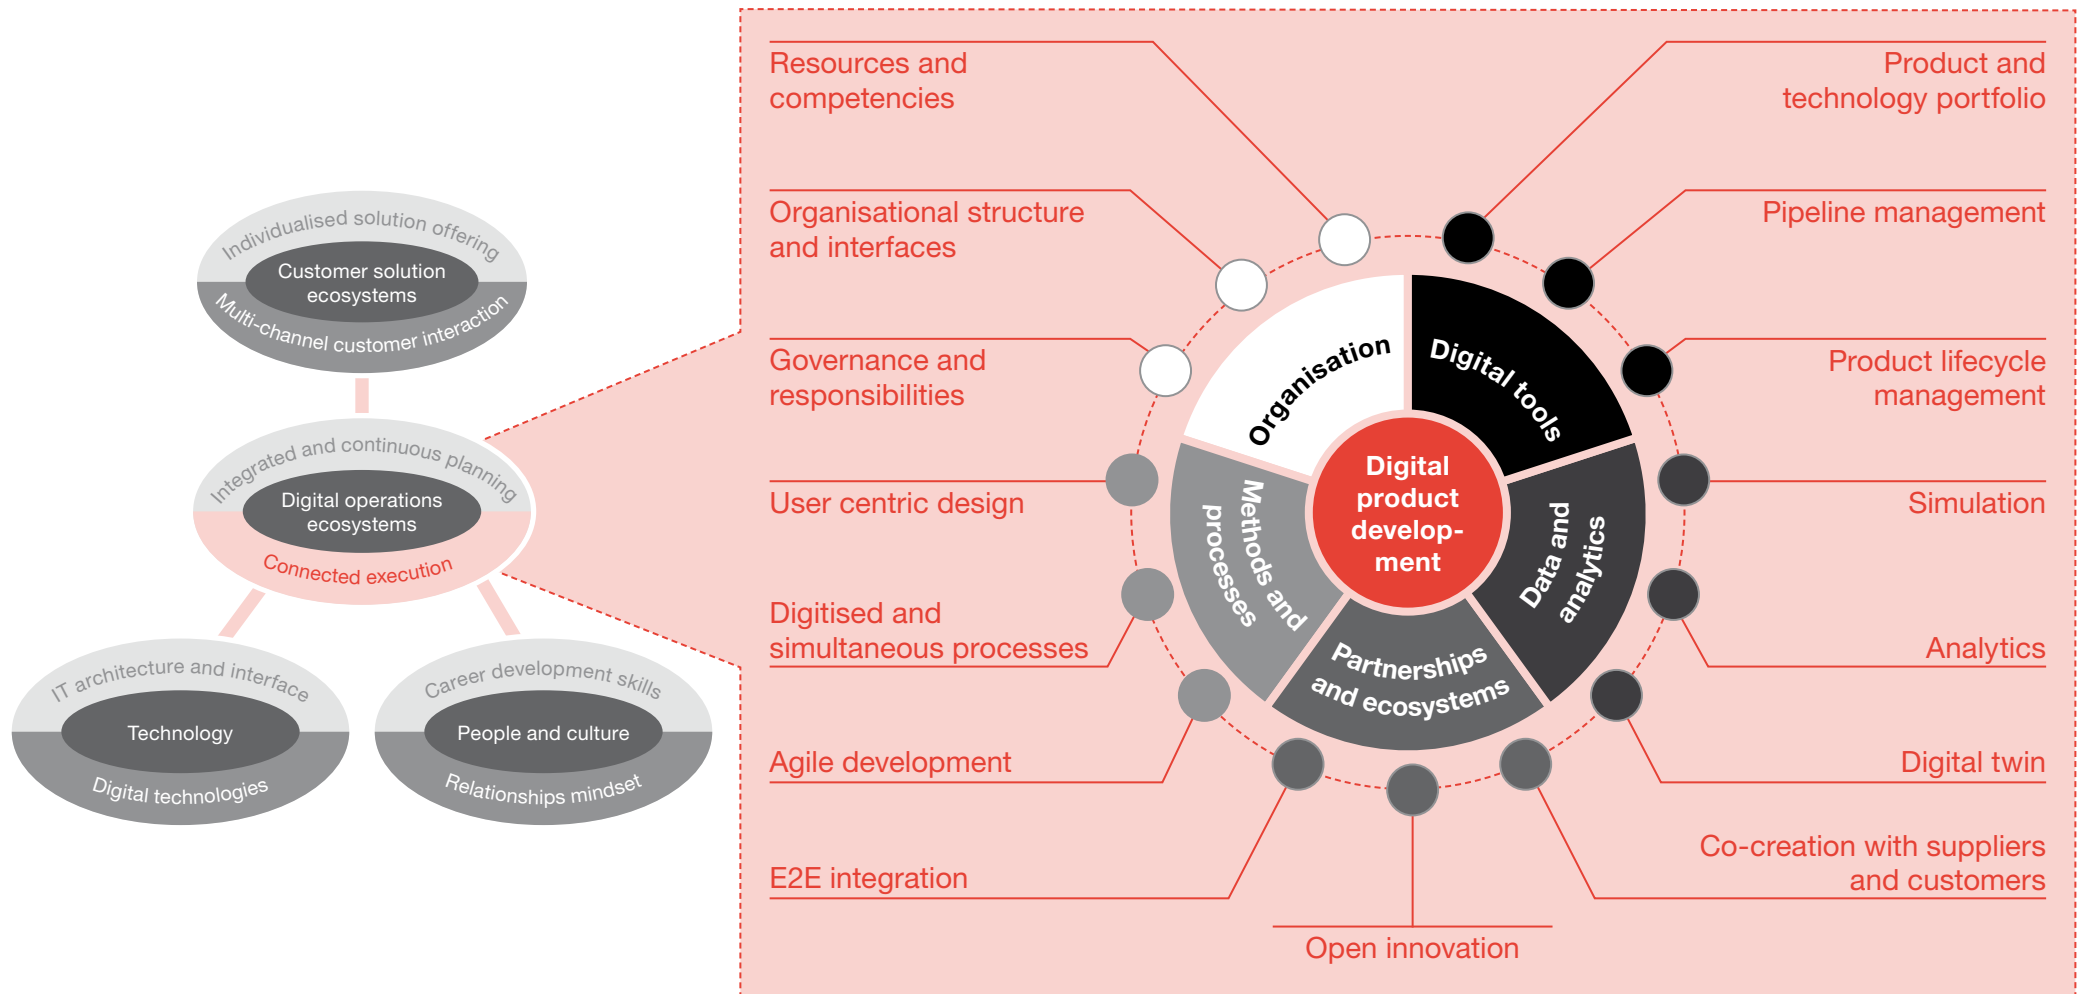 Individualised solution offering
Customer solution
ecosystems
Multi-channel customer interaction
Integrated and continuous planning
Digital operations
ecosystems
Connected execution
IT architecture and interface
Technology
Digital technologies
Career development skills
People and culture
Relationships mindset
Resources and
competencies
Organisational structure
and interfaces
Governance and
responsibilities
User centric design
Digitised and
simultaneous processes
Agile development
E2E integration
Open innovation
Product and
technology portfolio
Pipeline management
Product lifecycle
management
Simulation
Analytics
Digital twin
Co-creation with suppliers
and customers
Organisation
Digital tools
Data and
analytics
Partnerships
and ecosystems
Methods and
processes
Digital
product
develop-
ment